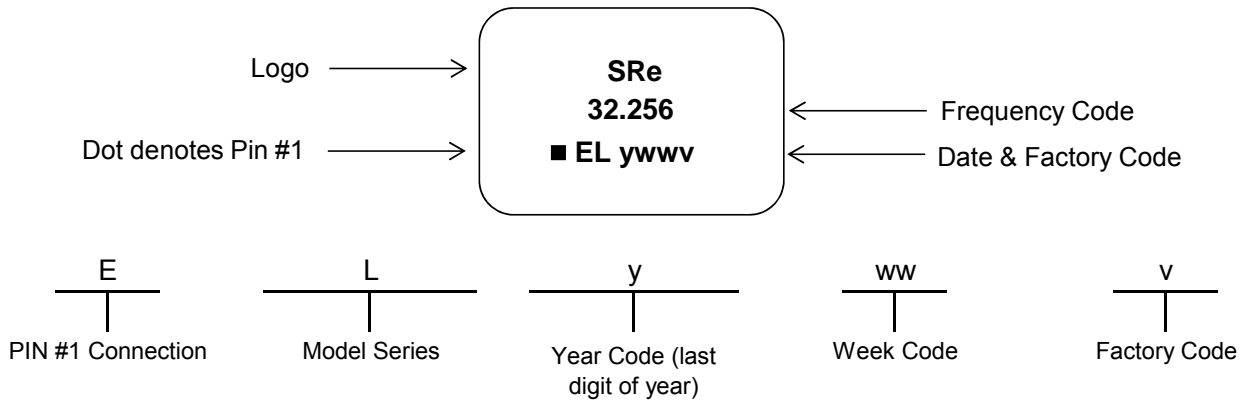 Logo
SRe
32.256
Frequency Code
Dot denotes Pin #1
■ EL ywwv
Date & Factory Code
E
L
y
ww
v
PIN #1 Connection
Model Series
Year Code (last
digit of year)
Week Code
Factory Code